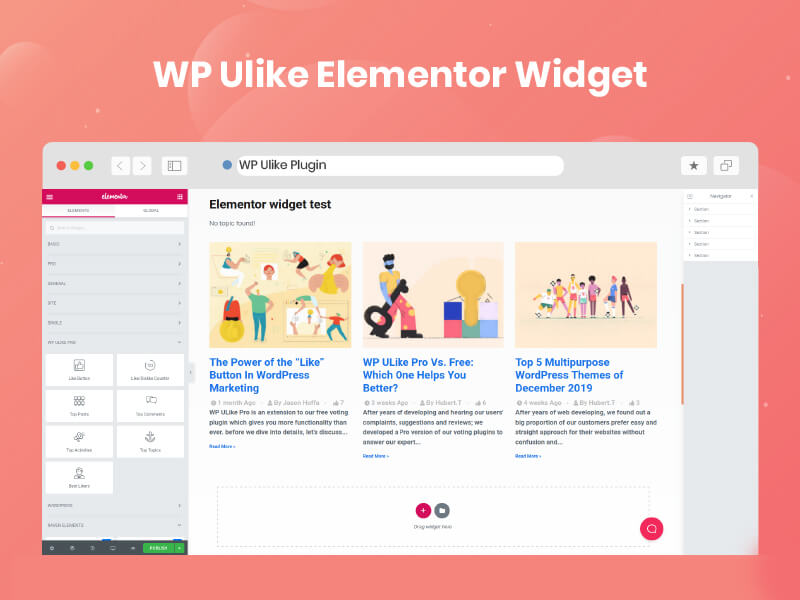 WP Ulike Elementor Widget
WP Ulike Plugin
elementor
ELEMENTS
GLOBAL
Search Widget...
BASIC
PRO
GENERAL
SITE
SINGLE
WP ULIKE PRO
Like Button
Like/Dislike Counter
Top Posts
Top Comments
Top Activities
Top Topics
Best Likers
WORDPRESS
RAVEN ELEMENTS
PUBLISH
Elementor widget test
No topic found!
The Power of the “Like”
Button In WordPress
Marketing
1 month ago
By Jason Hoffa
7
WP ULike Pro is an extension to our free voting
plugin which gives you more functionality than
ever. before we dive into details, let's discuss...
Read More »
WP ULike Pro Vs. Free:
Which One Helps You
Better?
3 weeks Ago
By Hubert.T
6
After years of developing and hearing our users'
complaints, suggestions and reviews; we
developed a Pro version of our voting plugins to
answer our expert...
Read More »
Top 5 Multipurpose
WordPress Themes of
December 2019
4 weeks Ago
By Hubert.T
3
After years of web developing, we found out a
big proportion of our customers prefer easy and
straight approach for their websites without
confusion and...
Read More »
Drag widget here
Navigator
Section
Section
Section
Section
Section